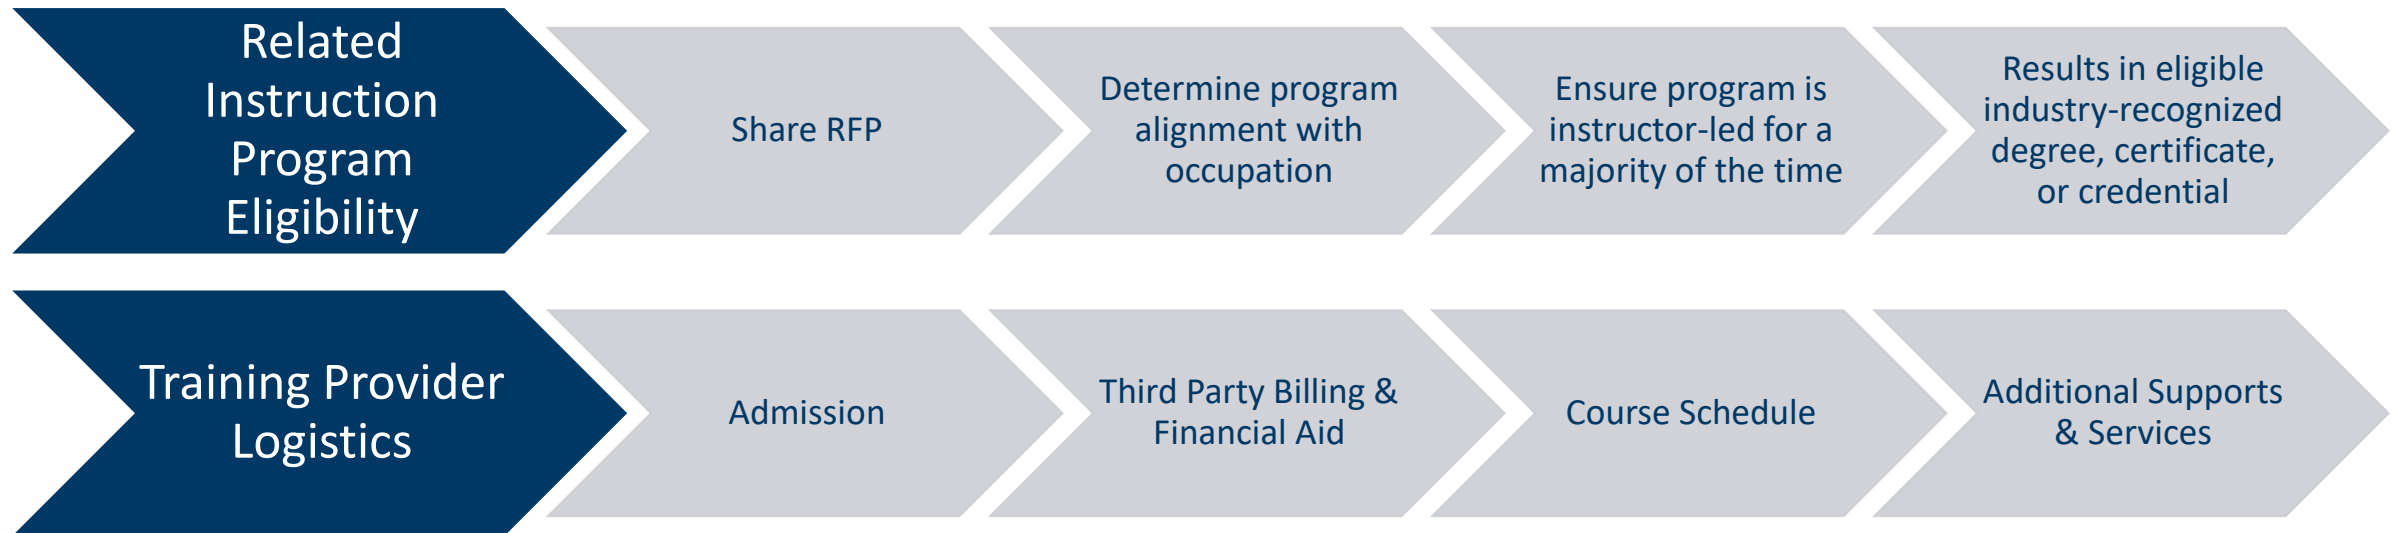 Related
Instruction
Program
Eligibility
Share RFP
Determine program
alignment with
occupation
Ensure program is
instructor-led for a
majority of the time
Results in eligible
industry-recognized
degree, certificate,
or credential
Training Provider
Logistics
Admission
Third Party Billing &
Financial Aid
Course Schedule
Additional Supports
& Services